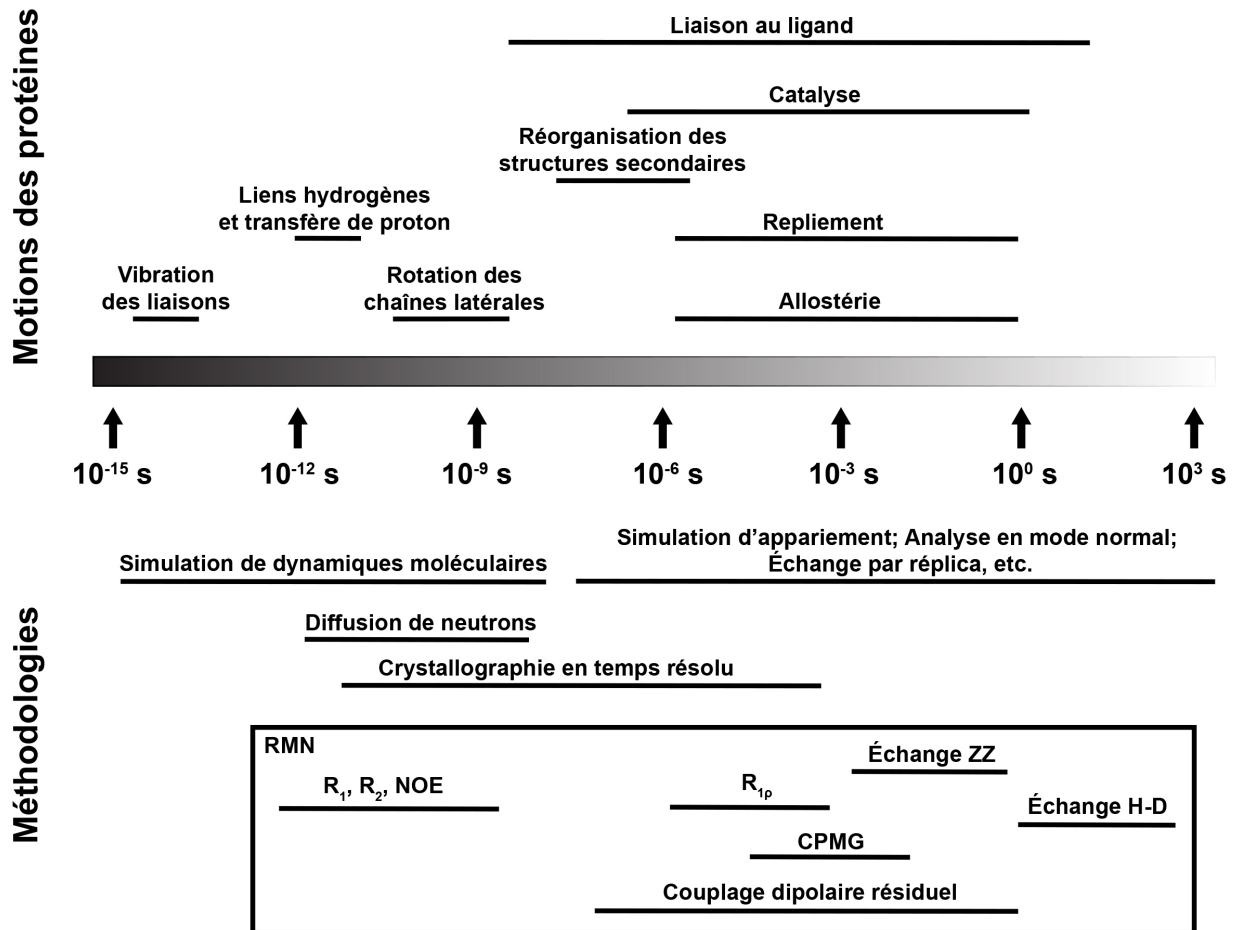 Motions des protéines
Liaison au ligand
Catalyse
Réorganisation des
structures secondaires
Liens hydrogènes
et transfère de proton
Repliement
Vibration
des liaisons
Rotation des
chaînes latérales
Allostérie
10⁻¹⁵ s
10⁻¹² s
10⁻⁹ s
10⁻⁶ s
10⁻³ s
10⁰ s
10³ s
Méthodologies
Simulation d’appariement; Analyse en mode normal;
Échange par réplica, etc.
Simulation de dynamiques moléculaires
Diffusion de neutrons
Crystallographie en temps résolu
RMN
Échange ZZ
R₁, R₂, NOE
R₁ᵨ
Échange H-D
CPMG
Couplage dipolaire résiduel